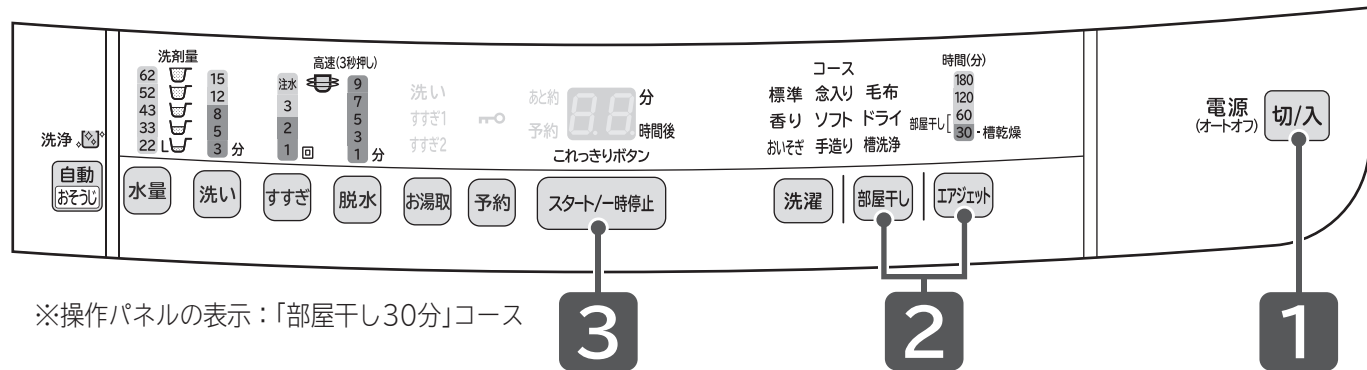 洗浄
自動
おそうじ
洗剤量
62
52
43
33
22 L
15
12
8
5
3 分
注水
3
2
1 回
高速(3秒押し)
9
7
5
3
1 分
洗い
すすぎ1
すすぎ2
あと約
予約
88
分
時間後
これっきりボタン
コース
標準 念入り 毛布
香り ソフト ドライ
おいそぎ 手造り 槽洗浄
時間(分)
180
120
部屋干し[ 60
30 - 槽乾燥
水量
洗い
すすぎ
脱水
お湯取
予約
スタート/一時停止
洗濯
部屋干し
エアジェット
電源
(オートオフ)
切/入
3
2
1
※操作パネルの表示:「部屋干し30分」コース